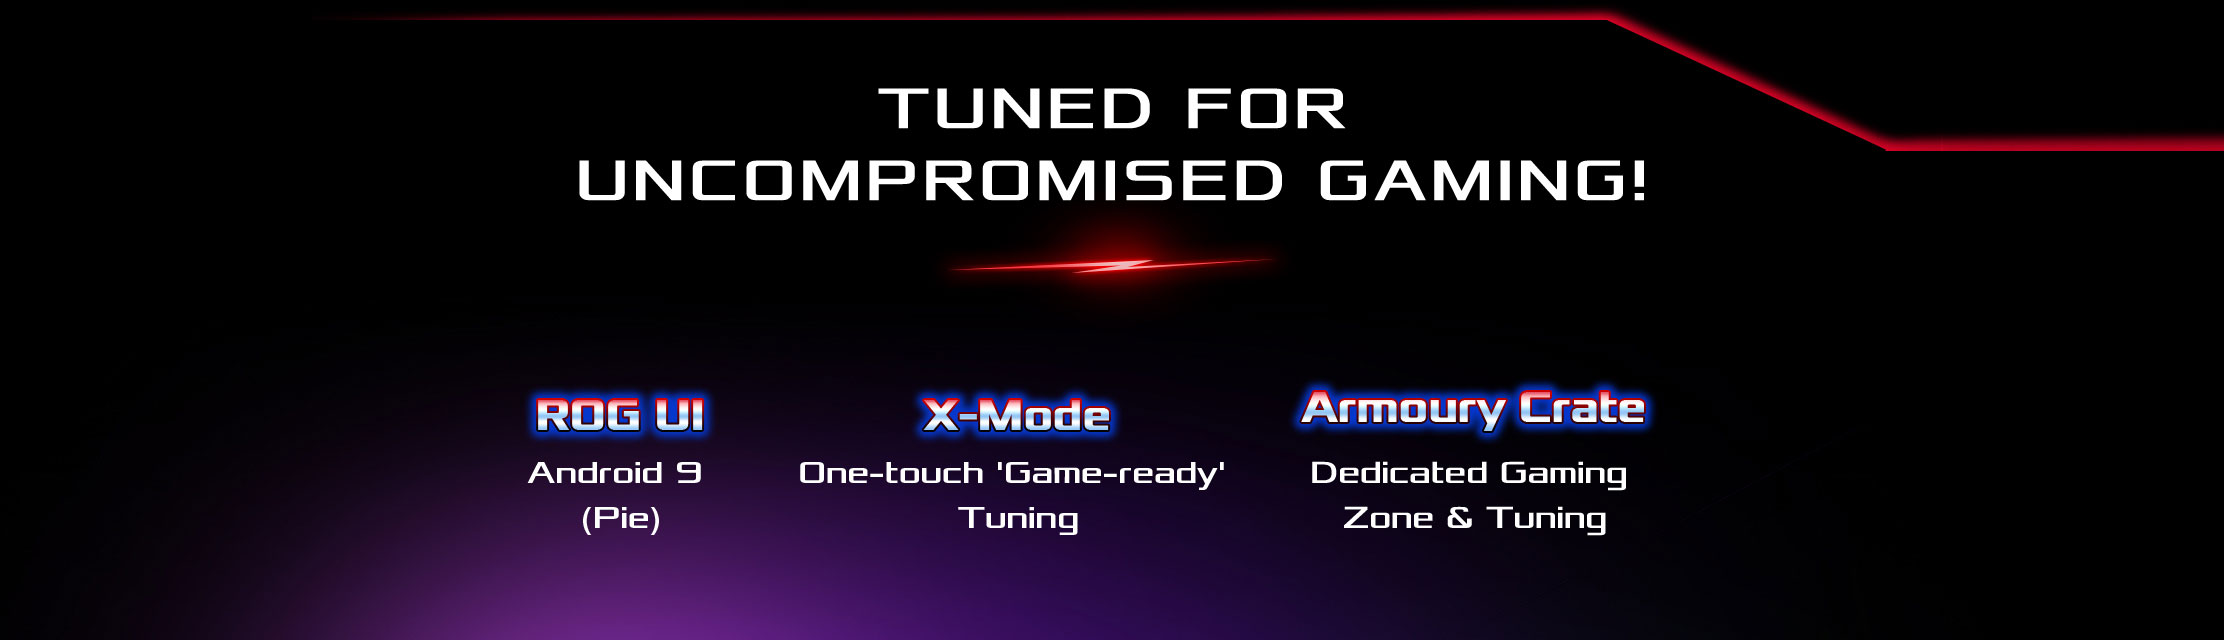 TUNED FOR
UNCOMPROMISED GAMING!
ROG UI
Android 9
(Pie)
X-Mode
One-touch 'Game-ready'
Tuning
Armoury Crate
Dedicated Gaming
Zone & Tuning